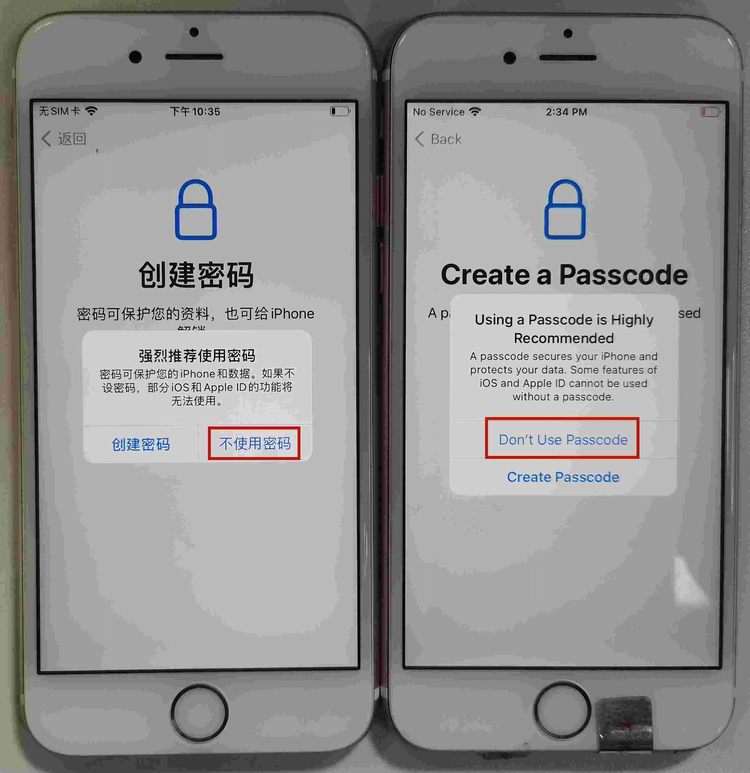 无SIM卡 下午10:35
返回
创建密码
密码可保护您的资料，也可给iPhone
解锁
强烈推荐使用密码
密码可保护您的iPhone和数据。如果不
设密码，部分iOS和Apple ID的功能将
无法使用。
创建密码 不使用密码
No Service 2:34 PM
Back
Create a Passcode
A sed
Using a Passcode is Highly
Recommended
A passcode secures your iPhone and
protects your data. Some features of
iOS and Apple ID cannot be used
without a passcode.
Don't Use Passcode
Create Passcode